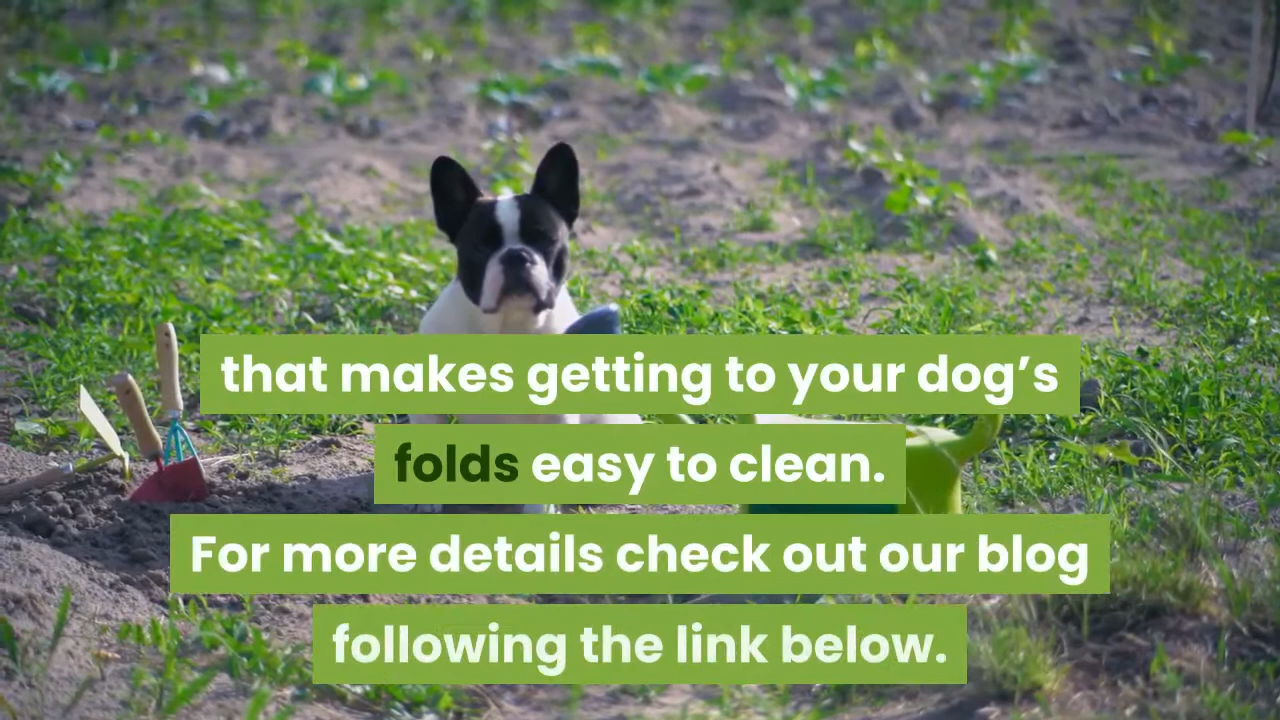 that makes getting to your dog’s
folds easy to clean.
For more details check out our blog
following the link below.